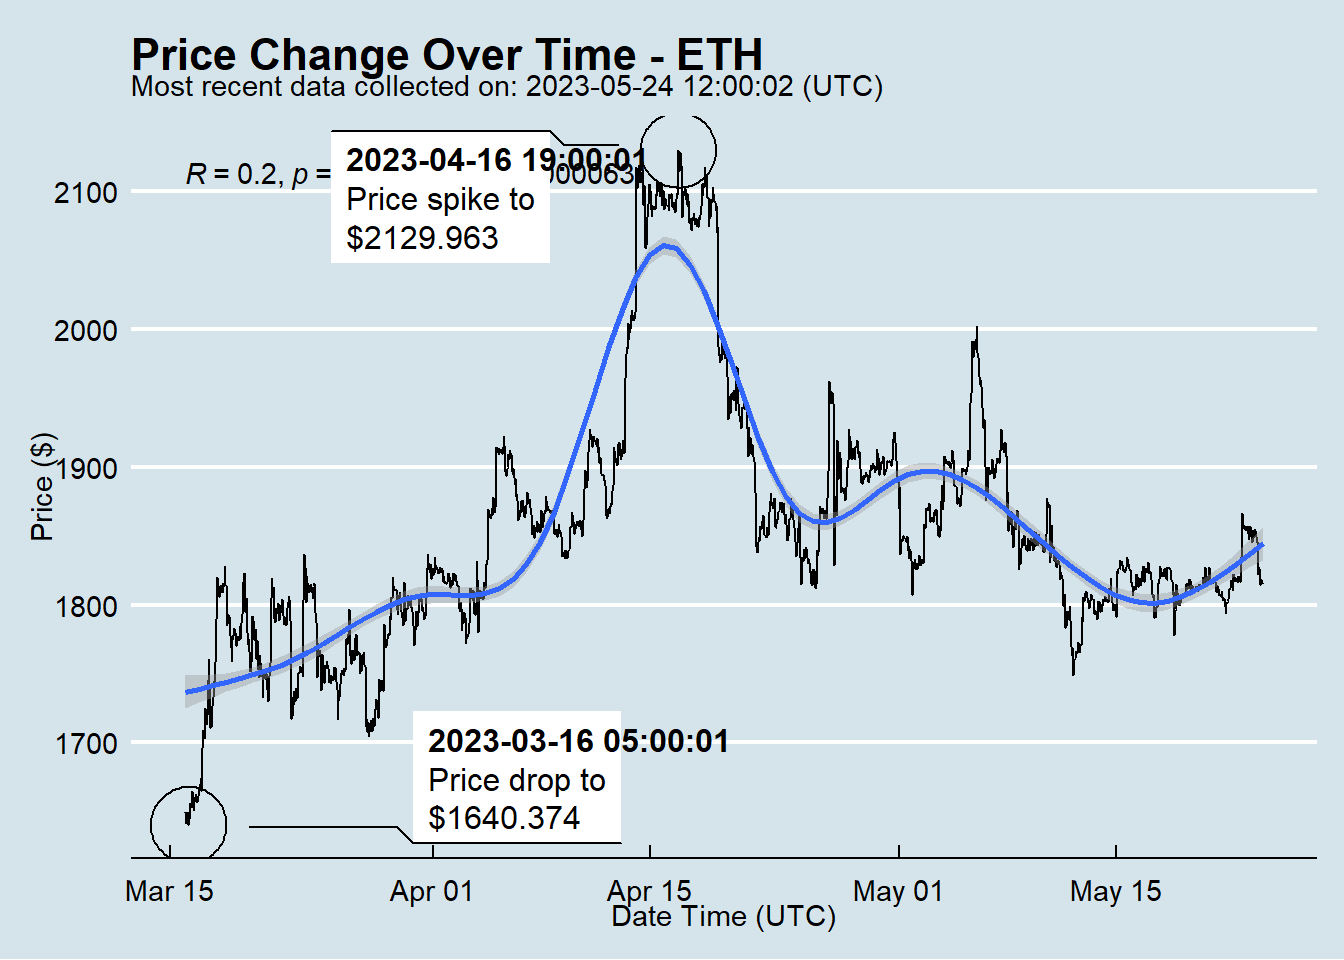 Price Change Over Time - ETH
Most recent data collected on: 2023-05-24 12:00:02 (UTC)
R = 0.2, p =
2023-04-16 19:00:01
Price spike to
$2129.963
2100
2000
1900
1800
1700
Price ($)
2023-03-16 05:00:01
Price drop to
$1640.374
Mar 15 Apr 01 Apr 15 May 01 May 15
Date Time (UTC)